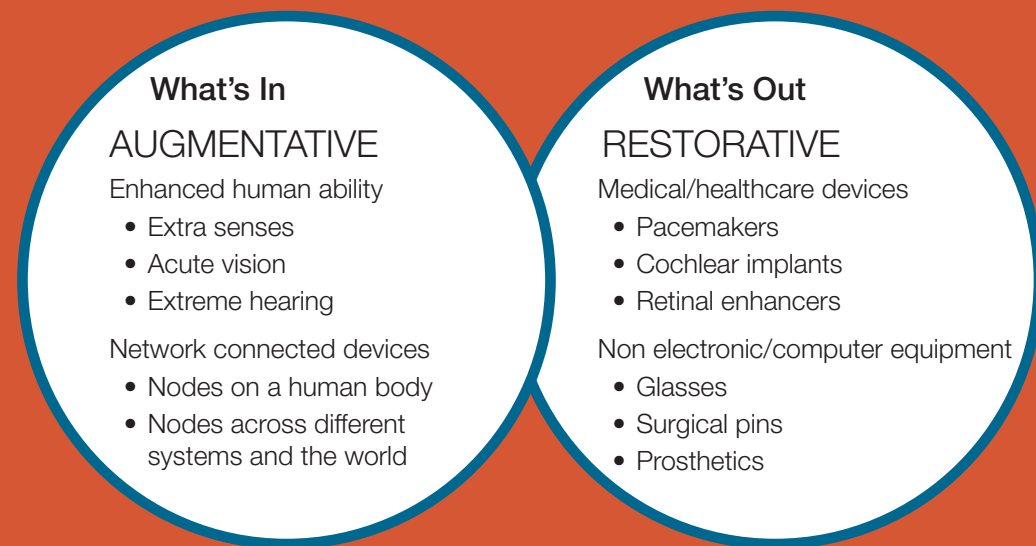 What’s In
AUGMENTATIVE
Enhanced human ability
• Extra senses
• Acute vision
• Extreme hearing
Network connected devices
• Nodes on a human body
• Nodes across different
systems and the world
What’s Out
RESTORATIVE
Medical/healthcare devices
• Pacemakers
• Cochlear implants
• Retinal enhancers
Non electronic/computer equipment
• Glasses
• Surgical pins
• Prosthetics